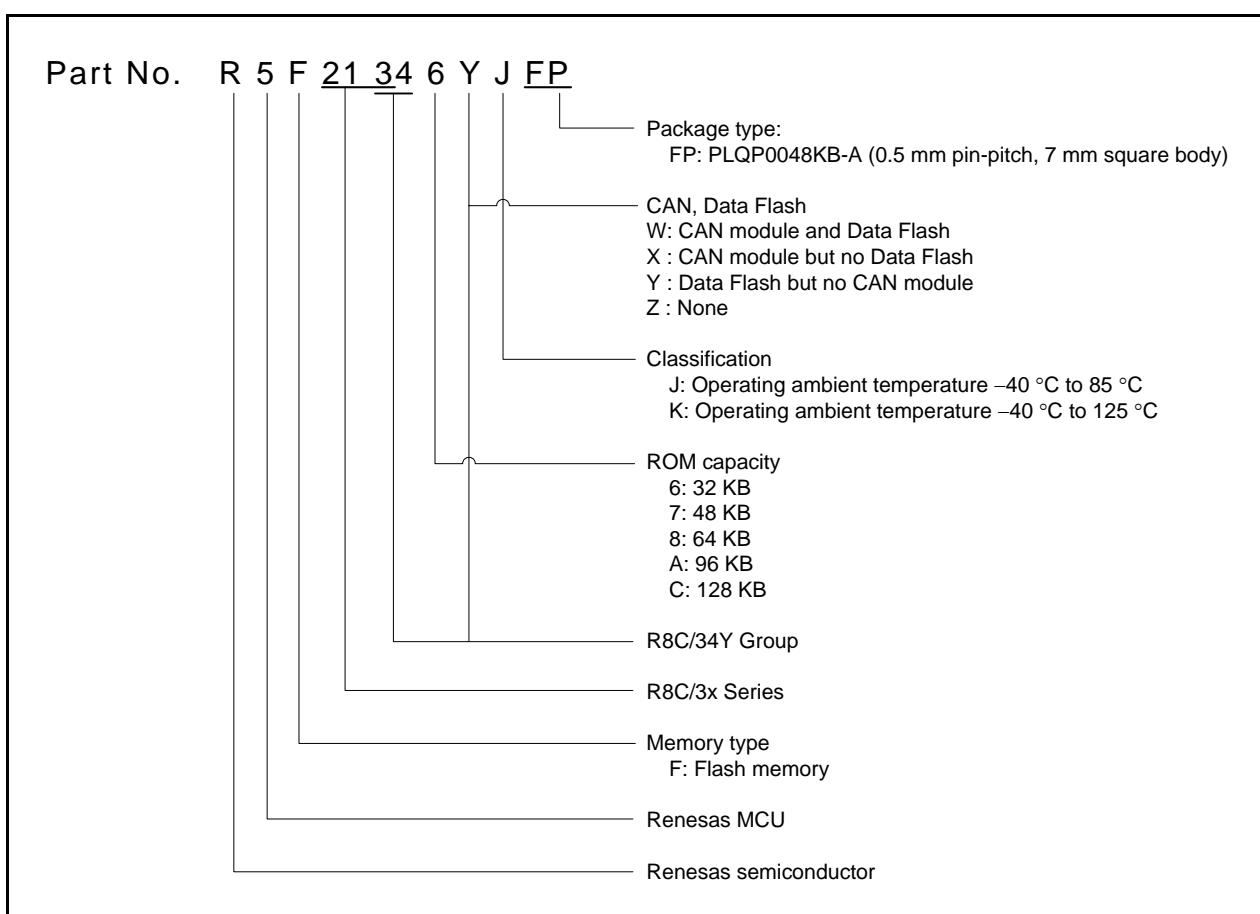 Part No. R 5 F 21 34 6 Y J FP
Package type:
FP: PLQP0048KB-A (0.5 mm pin-pitch, 7 mm square body)
CAN, Data Flash
W: CAN module and Data Flash
X : CAN module but no Data Flash
Y : Data Flash but no CAN module
Z : None
Classification
J: Operating ambient temperature −40 °C to 85 °C
K: Operating ambient temperature −40 °C to 125 °C
ROM capacity
6: 32 KB
7: 48 KB
8: 64 KB
A: 96 KB
C: 128 KB
R8C/34Y Group
R8C/3x Series
Memory type
F: Flash memory
Renesas MCU
Renesas semiconductor